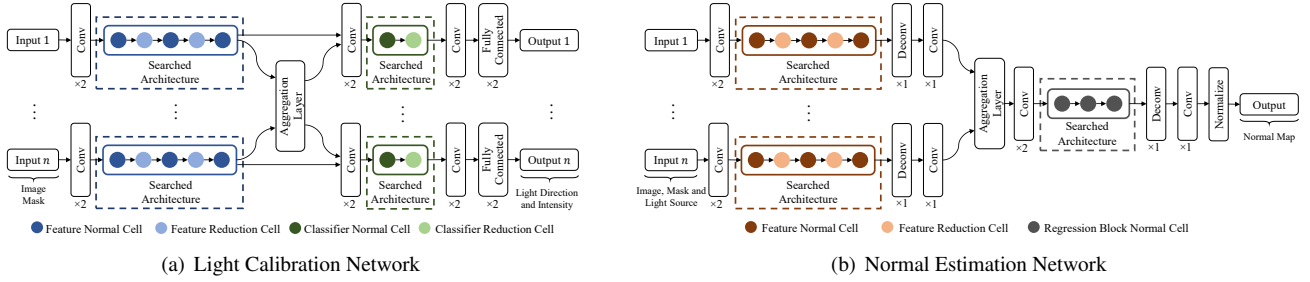 Input 1
Conv
×2
Searched
Architecture
Conv
×2
Searched
Architecture
Conv
×2
Fully
Connected
×2
Output 1
Aggregation
Layer
Input n
Image
Mask
Conv
×2
Searched
Architecture
Conv
×2
Searched
Architecture
Conv
×2
Fully
Connected
×2
Output n
Light Direction
and Intensity
Feature Normal Cell
Feature Reduction Cell
Classifier Normal Cell
Classifier Reduction Cell
(a) Light Calibration Network
Input 1
Conv
×2
Searched
Architecture
Deconv
×1
Conv
×1
Input n
Image, Mask and
Light Source
Conv
×2
Searched
Architecture
Deconv
×1
Conv
×1
Aggregation
Layer
Conv
×2
Searched
Architecture
Deconv
×1
Conv
×1
Normalize
Output
Normal Map
Feature Normal Cell
Feature Reduction Cell
Regression Block Normal Cell
(b) Normal Estimation Network